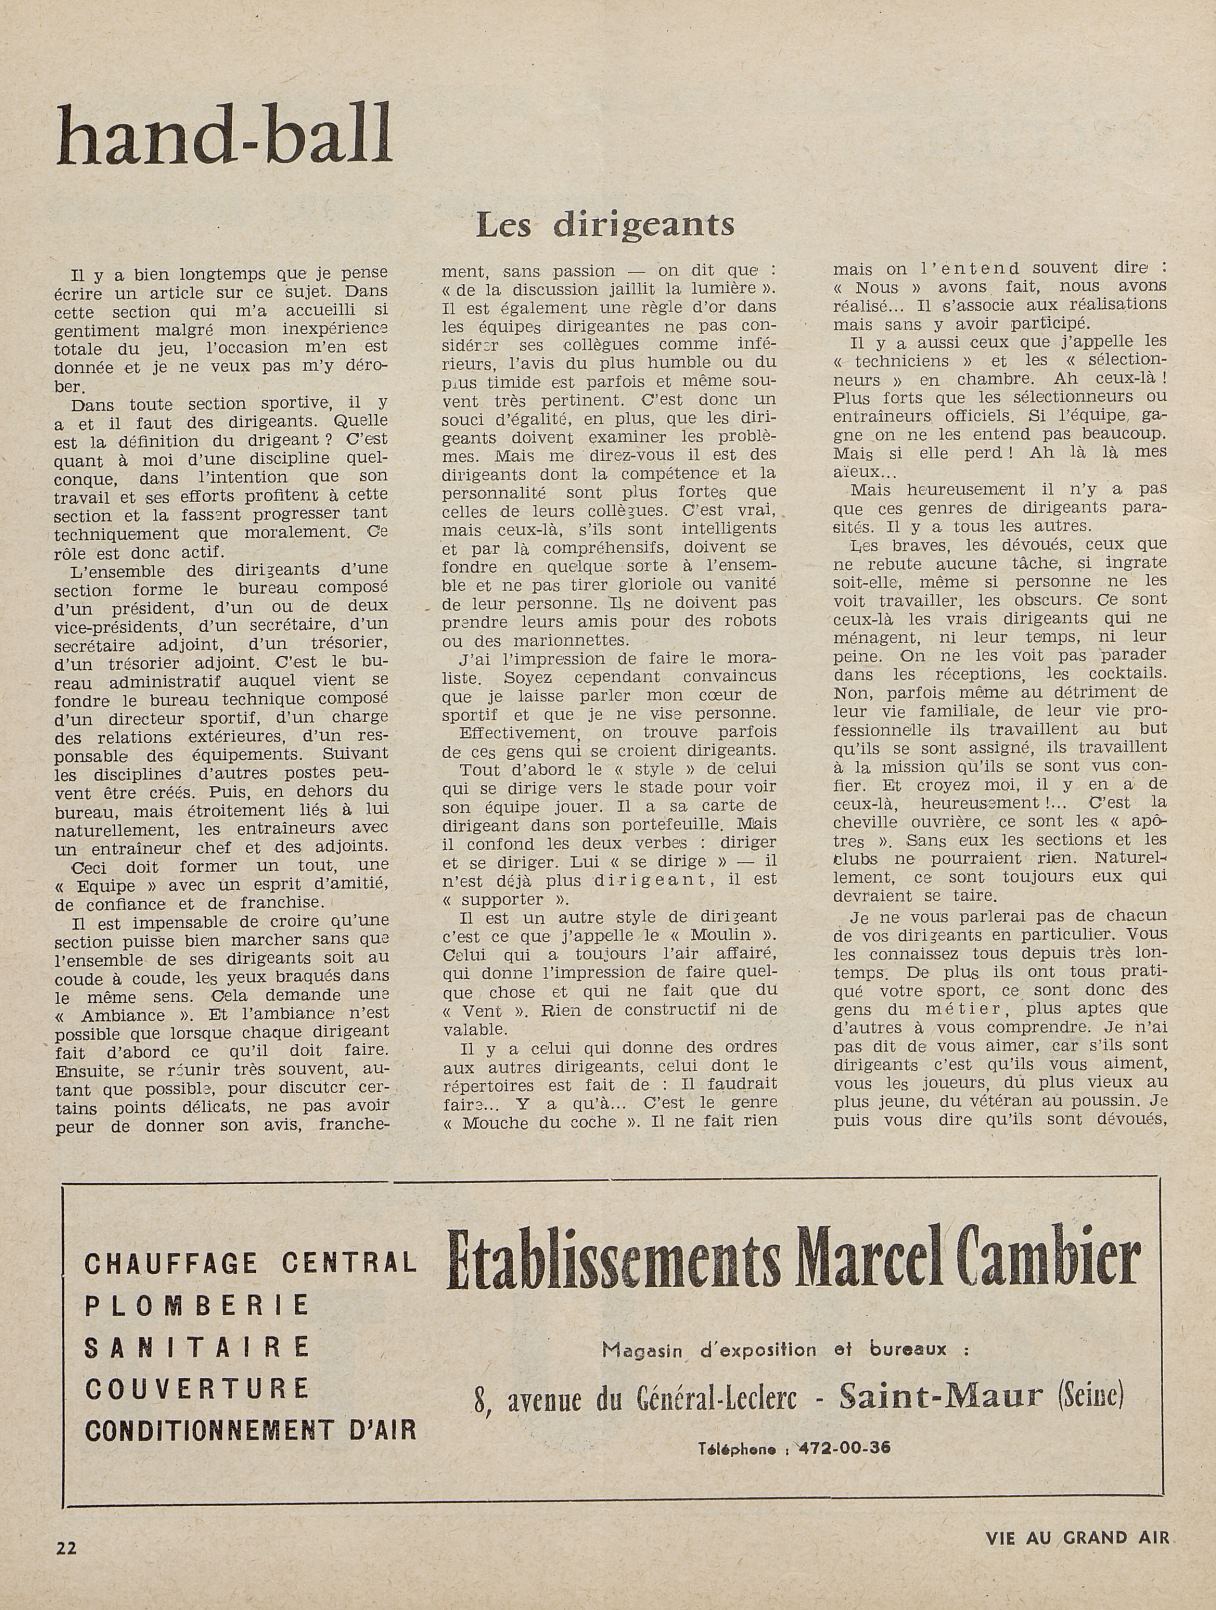 hand-ball
Les dirigeants
Il y a bien longtemps que je pense
écrire un article sur ce sujet. Dans
cette section qui m'a accueilli si
gentiment malgré mon inexpérience
totale du jeu, l'occasion m'en est
donnée et je ne veux pas m'y déro-
ber.
Dans toute section sportive, il y
a et il faut des dirigeants. Quelle
est la définition du drigeant ? C'est
quant à moi d'une discipline quel-
conque, dans l'intention que son
travail et ses efforts profitent à cette
section et la fassent progresser tant
techniquement que moralement. Ce
rôle est donc actif.
L'ensemble des dirigeants d'une
section forme le bureau composé
d'un président, d'un ou de deux
vice-présidents, d'un secrétaire, d'un
secrétaire adjoint, d'un trésorier,
d'un trésorier adjoint. C'est le bu-
reau administratif auquel vient se
fondre le bureau technique composé
d'un directeur sportif, d'un charge
des relations extérieures, d'un res-
ponsable des équipements. Suivant
les disciplines d'autres postes peu-
vent être créés. Puis, en dehors du
bureau, mais étroitement liés à lui
naturellement, les entraîneurs avec
un entraîneur chef et des adjoints.
Ceci doit former un tout, une
« Equipe » avec un esprit d'amitié,
de confiance et de franchise.
Il est impensable de croire qu'une
section puisse bien marcher sans que
l'ensemble de ses dirigeants soit au
coude à coude, les yeux braqués dans
le même sens. Cela demande une
« Ambiance ». Et l'ambiance n'est
possible que lorsque chaque dirigeant
fait d'abord ce qu'il doit faire.
Ensuite, se réunir très souvent, au-
tant que possible, pour discuter cer-
tains points délicats, ne pas avoir
peur de donner son avis, franche-
ment, sans passion — on dit que :
« de la discussion jaillit la lumière ».
Il est également une règle d'or dans
les équipes dirigeantes ne pas con-
sidérer ses collègues comme infé-
rieurs, l'avis du plus humble ou du
plus timide est parfois et même sou-
vent très pertinent. C'est donc un
souci d'égalité, en plus, que les diri-
geants doivent examiner les problè-
mes. Mais me direz-vous il est des
dirigeants dont la compétence et la
personnalité sont plus fortes que
celles de leurs collègues. C'est vrai,
mais ceux-là, s'ils sont intelligents
et par là compréhensifs, doivent se
fondre en quelque sorte à l'ensem-
ble et ne pas tirer gloriole ou vanité
de leur personne. Ils ne doivent pas
prendre leurs amis pour des robots
ou des marionnettes.
J'ai l'impression de faire le mora-
liste. Soyez cependant convaincus
que je laisse parler mon cœur de
sportif et que je ne vise personne.
Effectivement, on trouve parfois
de ces gens qui se croient dirigeants.
Tout d'abord le « style » de celui
qui se dirige vers le stade pour voir
son équipe jouer. Il a sa carte de
dirigeant dans son portefeuille. Mais
il confond les deux verbes : diriger
et se diriger. Lui « se dirige » — il
n'est déjà plus dirigeant, il est
« supporter ».
Il est un autre style de dirigeant
c'est ce que j'appelle le « Moulin ».
Celui qui a toujours l'air affairé,
qui donne l'impression de faire quel-
que chose et qui ne fait que du
« Vent ». Rien de constructif ni de
valable.
Il y a celui qui donne des ordres
aux autres dirigeants, celui dont le
répertoires est fait de : Il faudrait
faire... Y a qu'à... C'est le genre
« Mouche du coche ». Il ne fait rien
mais on l'entend souvent dire :
« Nous » avons fait, nous avons
réalisé... Il s'associe aux réalisations
mais sans y avoir participé.
Il y a aussi ceux que j'appelle les
« techniciens » et les « sélection-
neurs » en chambre. Ah ceux-là !
Plus forts que les sélectionneurs ou
entraîneurs officiels. Si l'équipe, ga-
gne on ne les entend pas beaucoup.
Mais si elle perd ! Ah là là mes
aïeux...
Mais heureusement il n'y a pas
que ces genres de dirigeants para-
sités. Il y a tous les autres.
Les braves, les dévoués, ceux que
ne rebute aucune tâche, si ingrate
soit-elle, même si personne ne les
voit travailler, les obscurs. Ce sont
ceux-là les vrais dirigeants qui ne
ménagent, ni leur temps, ni leur
peine. On ne les voit pas parader
dans les réceptions, les cocktails.
Non, parfois même au détriment de
leur vie familiale, de leur vie pro-
fessionnelle ils travaillent au but
qu'ils se sont assigné, ils travaillent
à la mission qu'ils se sont vus con-
fier. Et croyez moi, il y en a de
ceux-là, heureusement !... C'est la
cheville ouvrière, ce sont les « apô-
tres ». Sans eux les sections et les
clubs ne pourraient rien. Naturel-
lement, ce sont toujours eux qui
devraient se taire.
Je ne vous parlerai pas de chacun
de vos dirigeants en particulier. Vous
les connaissez tous depuis très lon-
temps. De plus ils ont tous prati-
qué votre sport, ce sont donc des
gens du métier, plus aptes que
d'autres à vous comprendre. Je n'ai
pas dit de vous aimer, car s'ils sont
dirigeants c'est qu'ils vous aiment,
vous les joueurs, du plus vieux au
plus jeune, du vétéran au poussin. Je
puis vous dire qu'ils sont dévoués,
CHAUFFAGE CENTRAL
PLOMBERIE
SANITAIRE
COUVERTURE
CONDITIONNEMENT D'AIR
Etablissements Marcel Cambier
Magasin d'exposition et bureaux :
8, avenue du Général-Leclerc - Saint-Maur (Seine)
Téléphone : 472-00-36
22
VIE AU GRAND AIR